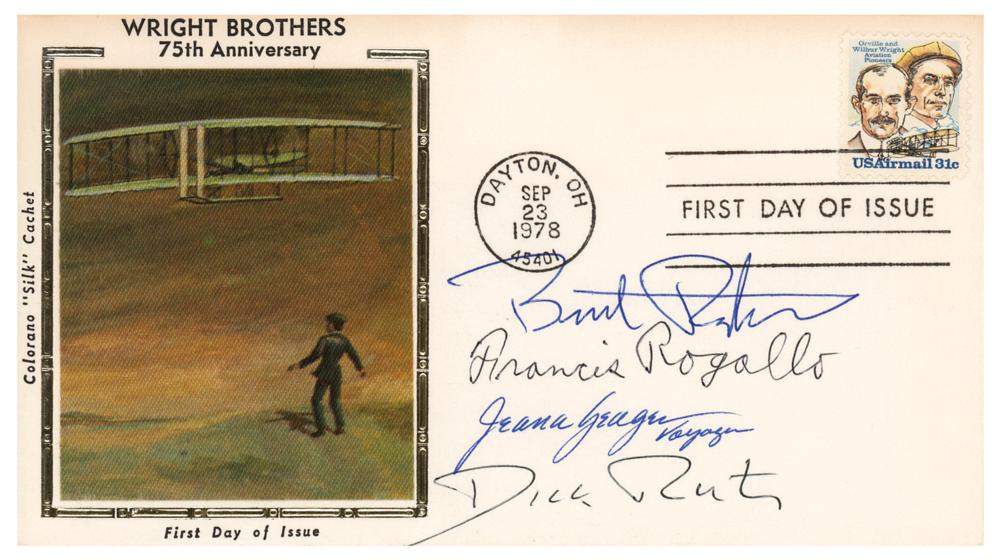 WRIGHT BROTHERS
75th Anniversary
Colorano "Silk" Cachet
First Day of Issue
Orville and
Wilbur Wright
Aviation
Pioneers
USAirmail 31c
DAYTON, OH
SEP
23
1978
45401
FIRST DAY OF ISSUE
Burt Rutan
Francis Rogallo
Jeana Yeager
Voyager
Dick Rutan